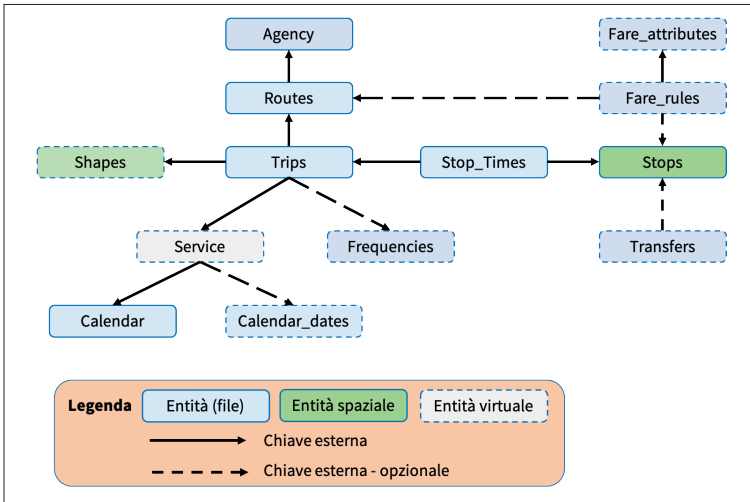 Agency
Fare_attributes
Routes
Fare_rules
Shapes
Trips
Stop_Times
Stops
Service
Frequencies
Transfers
Calendar
Calendar_dates
Legenda
Entità (file)
Entità spaziale
Entità virtuale
Chiave esterna
Chiave esterna - opzionale